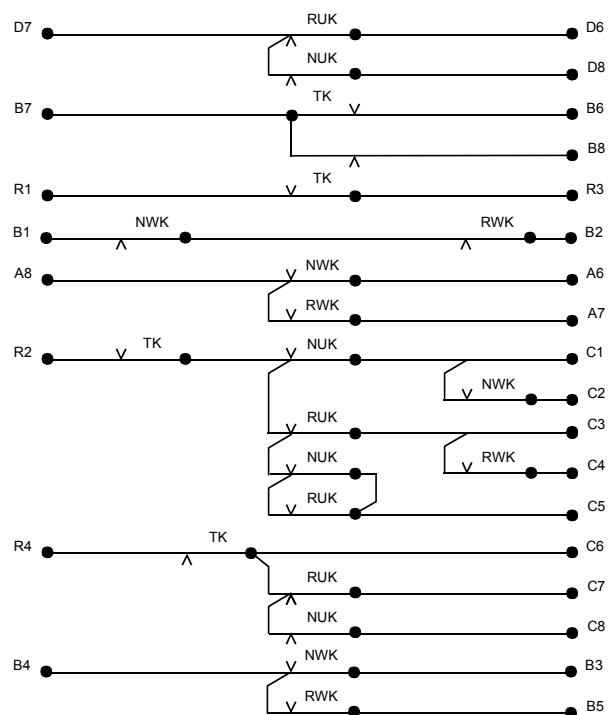 D7 RUK D6
NUK D8
B7 TK B6
B8
R1 TK R3
B1 NWK RWK B2
A8 NWK A6
RWK A7
R2 TK NUK C1
NWK C2
RUK C3
NUK RWK C4
RUK C5
R4 TK C6
RUK C7
NUK C8
B4 NWK B3
RWK B5